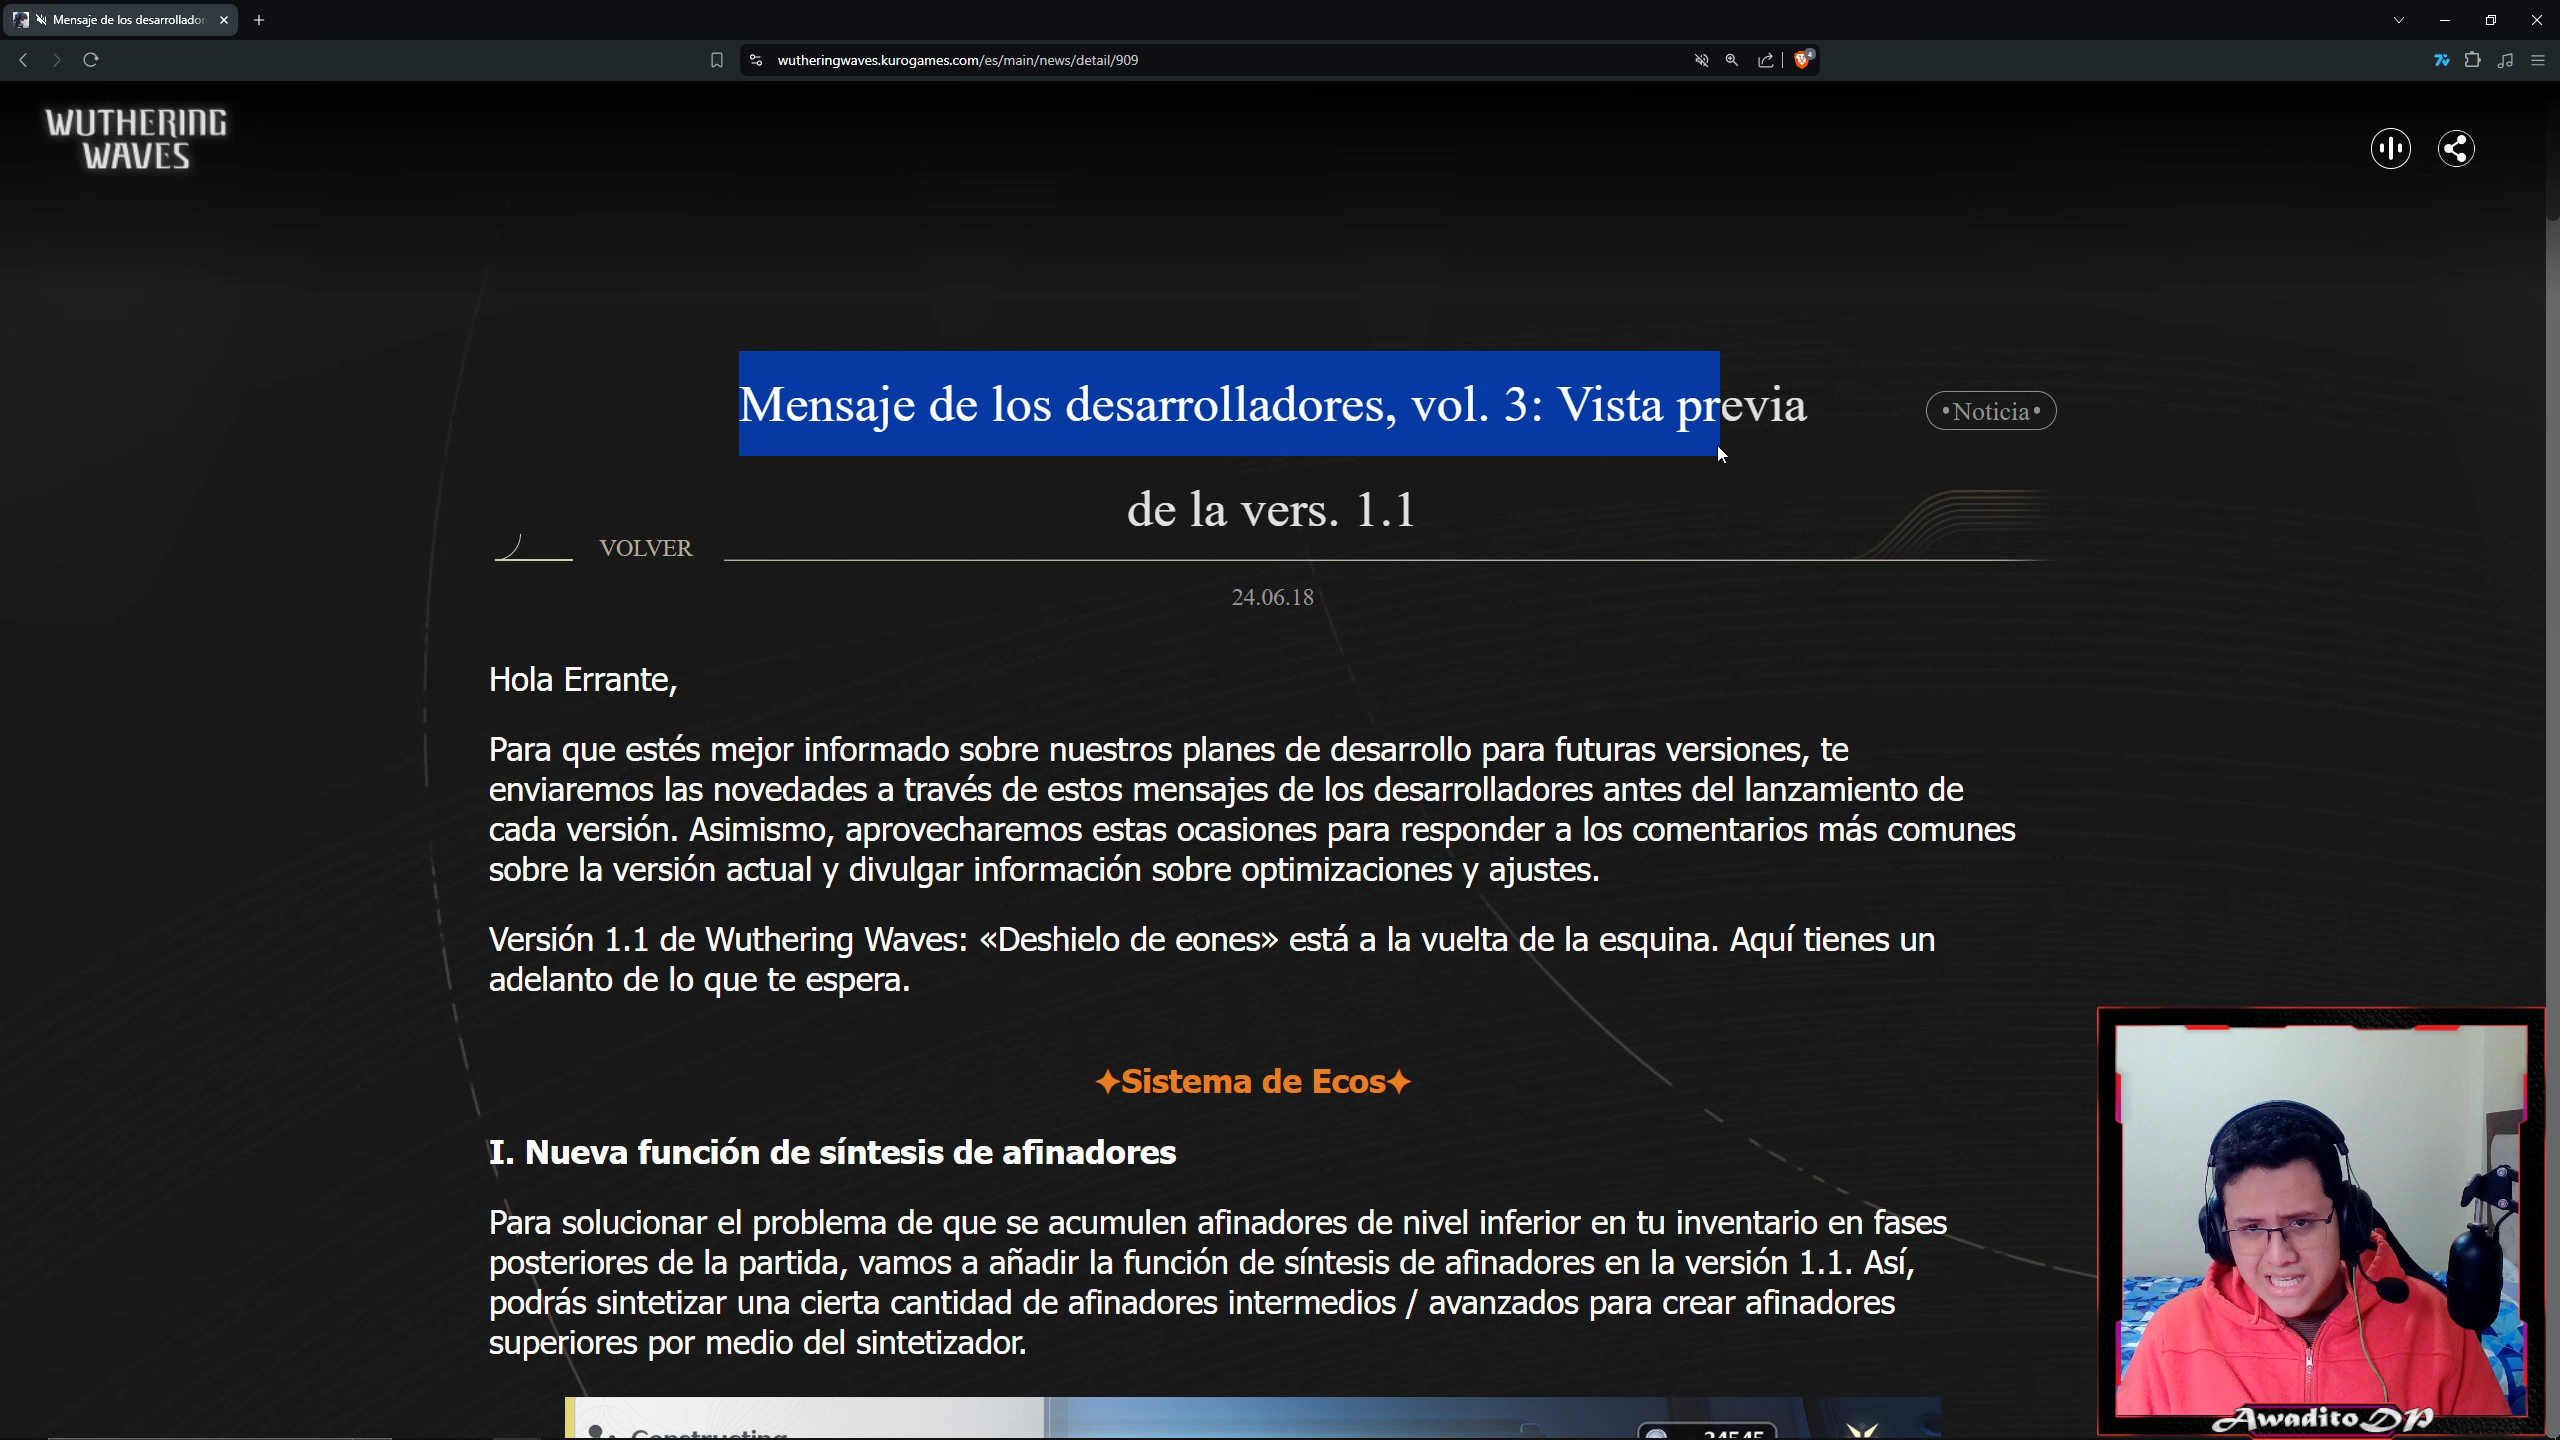 Mensaje de los desarrollador
wutheringwaves.kurogames.com/es/main/news/detail/909
4
WUTHERING
WAVES
Mensaje de los desarrolladores, vol. 3: Vista previa
•Noticia•
de la vers. 1.1
VOLVER
24.06.18
Hola Errante,
Para que estés mejor informado sobre nuestros planes de desarrollo para futuras versiones, te
enviaremos las novedades a través de estos mensajes de los desarrolladores antes del lanzamiento de
cada versión. Asimismo, aprovecharemos estas ocasiones para responder a los comentarios más comunes
sobre la versión actual y divulgar información sobre optimizaciones y ajustes.
Versión 1.1 de Wuthering Waves: «Deshielo de eones» está a la vuelta de la esquina. Aquí tienes un
adelanto de lo que te espera.
✦Sistema de Ecos✦
I. Nueva función de síntesis de afinadores
Para solucionar el problema de que se acumulen afinadores de nivel inferior en tu inventario en fases
posteriores de la partida, vamos a añadir la función de síntesis de afinadores en la versión 1.1. Así,
podrás sintetizar una cierta cantidad de afinadores intermedios / avanzados para crear afinadores
superiores por medio del sintetizador.
Constructing
24545
Awadito DP